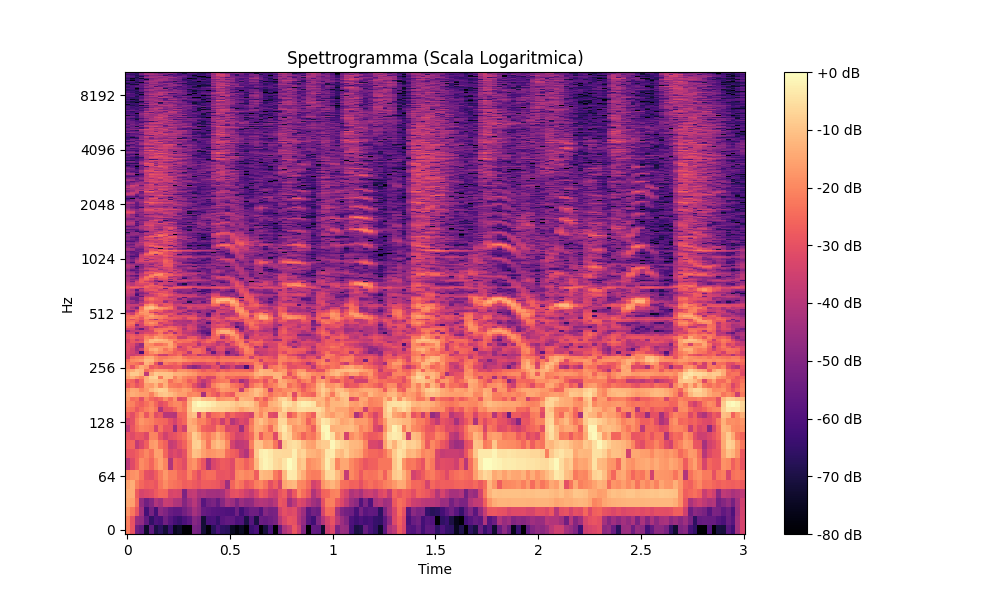 Spettrogramma (Scala Logaritmica)
8192
4096
2048
1024
512
256
128
64
0
Hz
0
0.5
1
1.5
2
2.5
3
Time
+0 dB
-10 dB
-20 dB
-30 dB
-40 dB
-50 dB
-60 dB
-70 dB
-80 dB